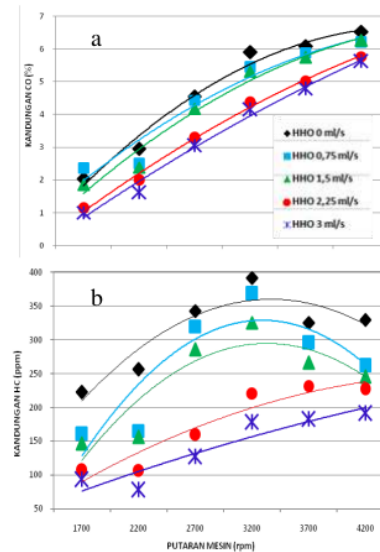 7
a
6
5
4
3
2
1
0
KANDUNGAN CO (%)
HHO 0 ml/s
HHO 0,75 ml/s
HHO 1,5 ml/s
HHO 2,25 ml/s
HHO 3 ml/s
400
b
350
300
250
200
150
100
50
0
KANDUNGAN HC (ppm)
1700 2200 2700 3200 3700 4200
PUTARAN MESIN (rpm)